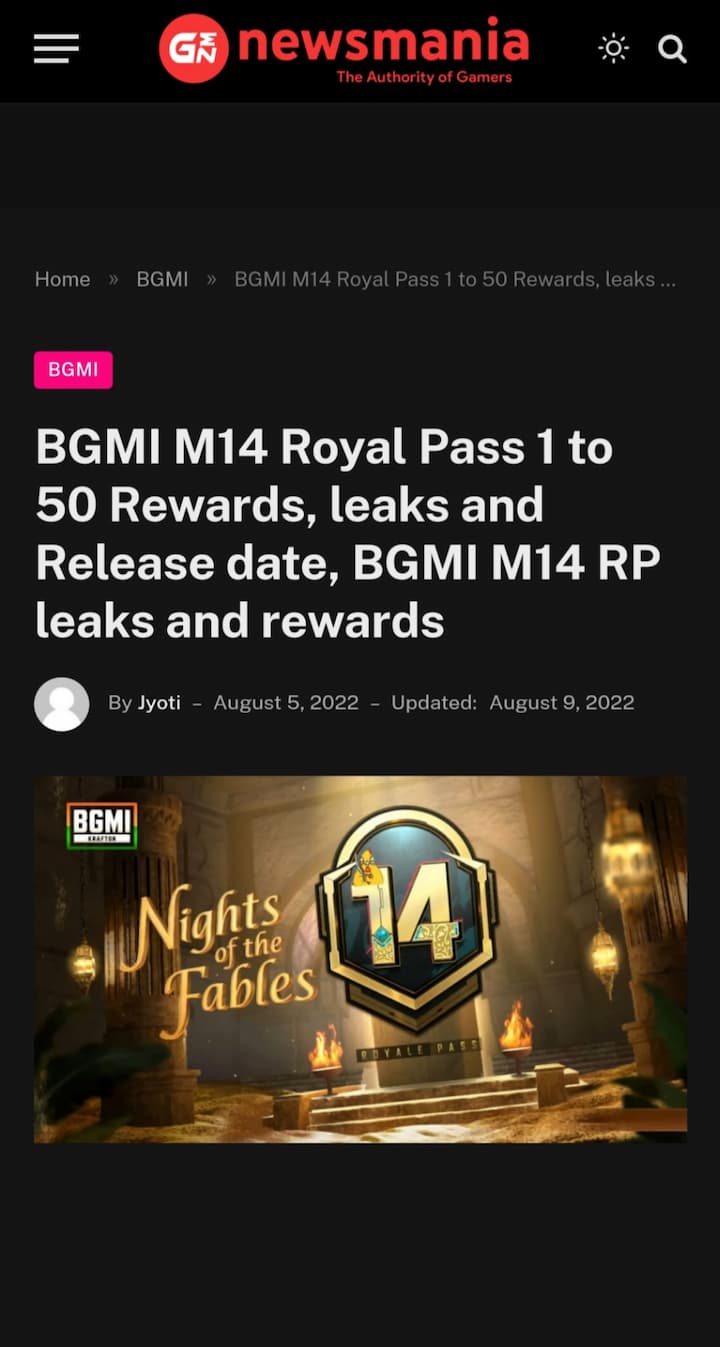 GMEN newsmania
The Authority of Gamers
Home » BGMI » BGMI M14 Royal Pass 1 to 50 Rewards, leaks ...
BGMI
BGMI M14 Royal Pass 1 to
50 Rewards, leaks and
Release date, BGMI M14 RP
leaks and rewards
By Jyoti – August 5, 2022 – Updated: August 9, 2022
BGMI
KRAFTON
Nights
of the
Fables
14
ROYALE PASS